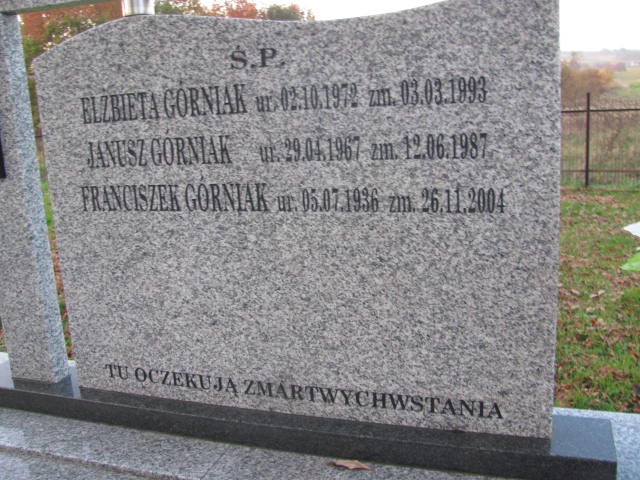 Ś.P.
ELŻBIETA GÓRNIAK ur. 02.10.1972 zm. 03.03.1993
JANUSZ GÓRNIAK ur. 29.04.1967 zm. 12.06.1987
FRANCISZEK GÓRNIAK ur. 05.07.1936 zm. 26.11.2004
TU OCZEKUJĄ ZMARTWYCHWSTANIA